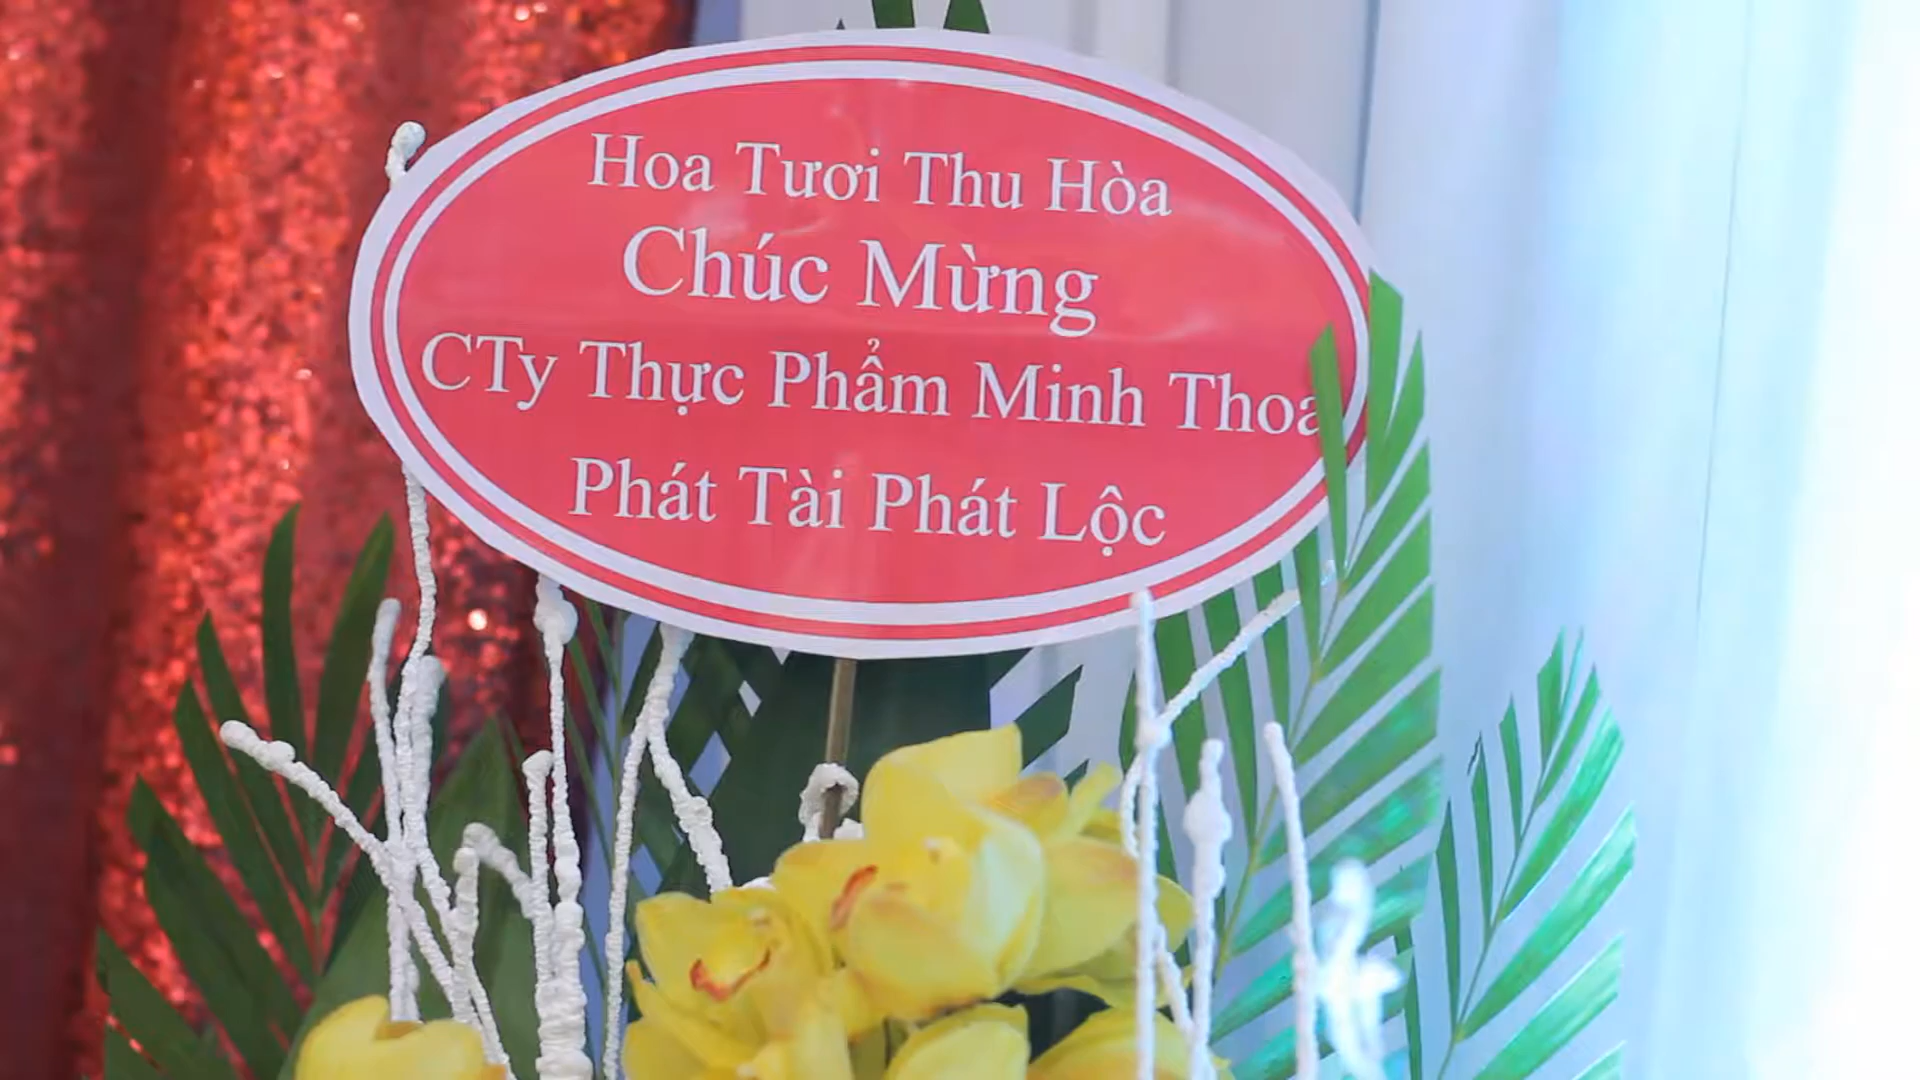 Hoa Tươi Thu Hòa
Chúc Mừng
CTy Thực Phẩm Minh Thoa
Phát Tài Phát Lộc